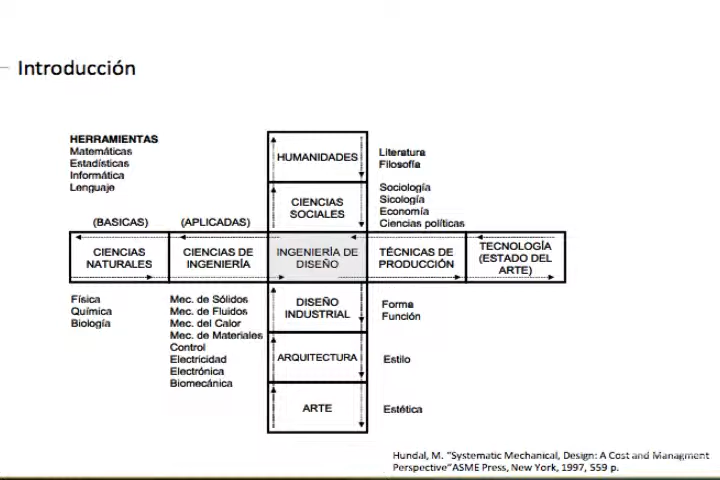 Introducción
HERRAMIENTAS
Matemáticas
Estadísticas
Informática
Lenguaje
HUMANIDADES
Literatura
Filosofía
CIENCIAS
SOCIALES
Sociología
Sicología
Economía
Ciencias políticas
(BASICAS)
(APLICADAS)
CIENCIAS
NATURALES
CIENCIAS DE
INGENIERÍA
INGENIERÍA DE
DISEÑO
TÉCNICAS DE
PRODUCCIÓN
TECNOLOGÍA
(ESTADO DEL
ARTE)
Física
Química
Biología
Mec. de Sólidos
Mec. de Fluidos
Mec. del Calor
Mec. de Materiales
Control
Electricidad
Electrónica
Biomecánica
DISEÑO
INDUSTRIAL
Forma
Función
ARQUITECTURA
Estilo
ARTE
Estética
Hundal, M. "Systematic Mechanical, Design: A Cost and Managment
Perspective"ASME Press, New York, 1997, 559 p.